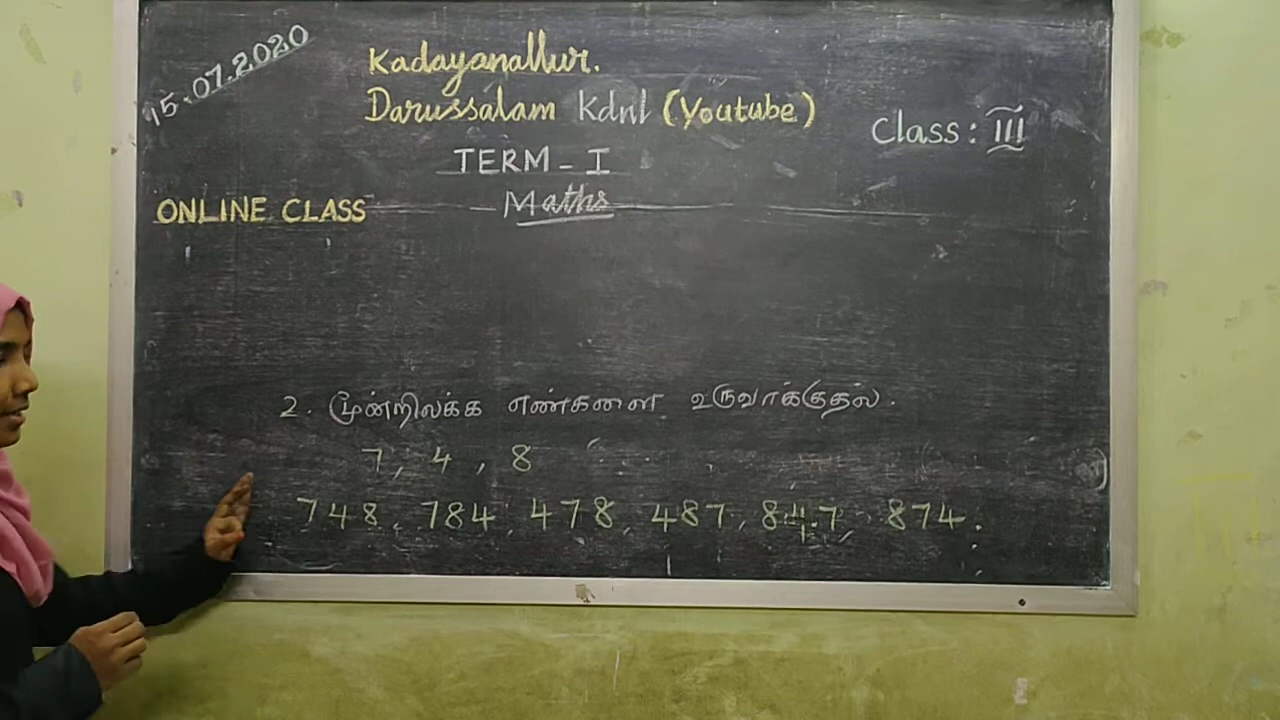 15.07.2020
Kadayanallur.
Darussalam Kdnl (Youtube)
Class: III
TERM - I
ONLINE CLASS
Maths
2. மூன்றிலக்க எண்களை உருவாக்குதல்.
7, 4, 8
748, 784, 478, 487, 847, 874.